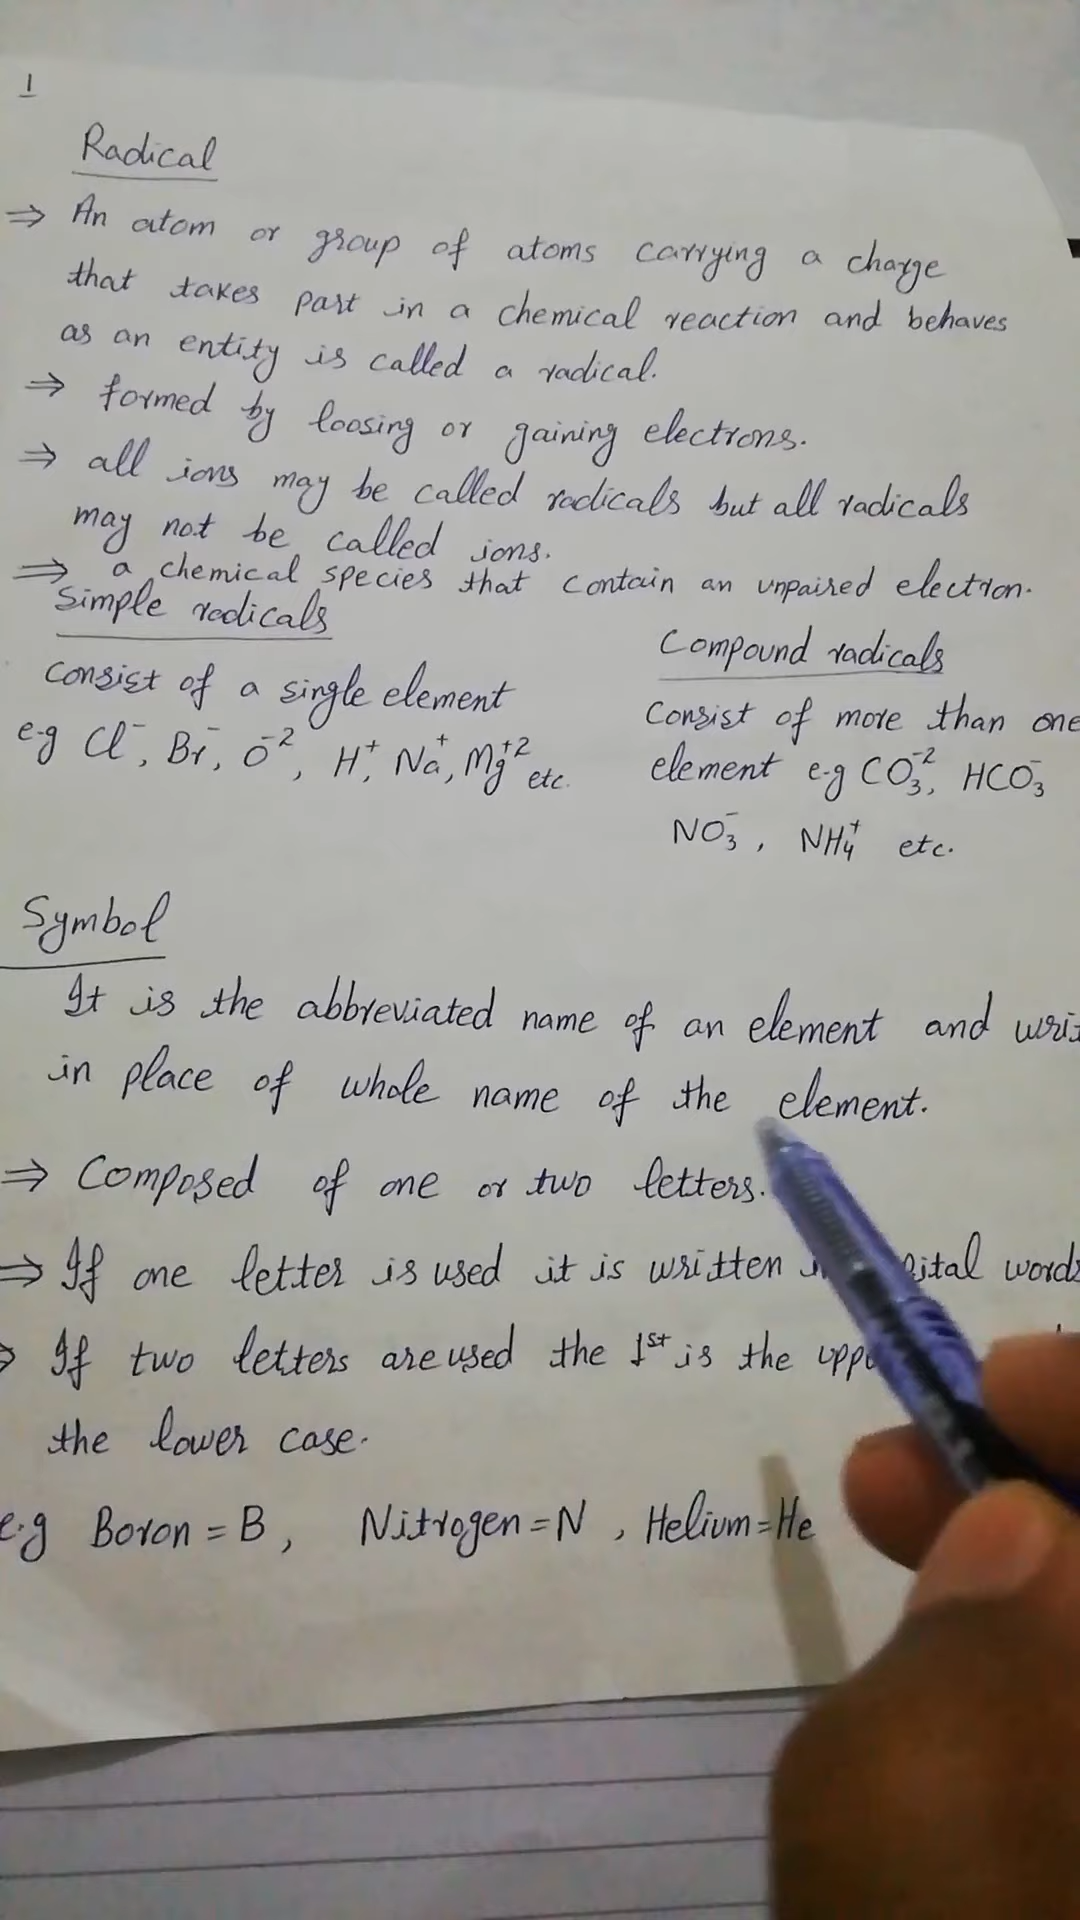 1
Radical
⇒ An atom or group of atoms carrying a charge
that takes part in a chemical reaction and behaves
as an entity is called a radical.
⇒ formed by loosing or gaining electrons.
⇒ all ions may be called radicals but all radicals
may not be called ions.
⇒ a chemical species that contain an unpaired electron.
Simple radicals
consist of a single element
e-g Cl⁻, Br⁻, O⁻², H⁺, Na⁺, Mg⁺² etc.
Compound radicals
Consist of more than one
element e-g CO₃⁻², HCO₃⁻
NO₃⁻, NH₄⁺ etc.
Symbol
It is the abbreviated name of an element and
in place of whole name of the element.
⇒ Composed of one or two letters.
⇒ If one letter is used it is written words
⇒ If two letters are used the 1st is the
the lower case.
e.g Boron = B, Nitrogen = N, Helium = He